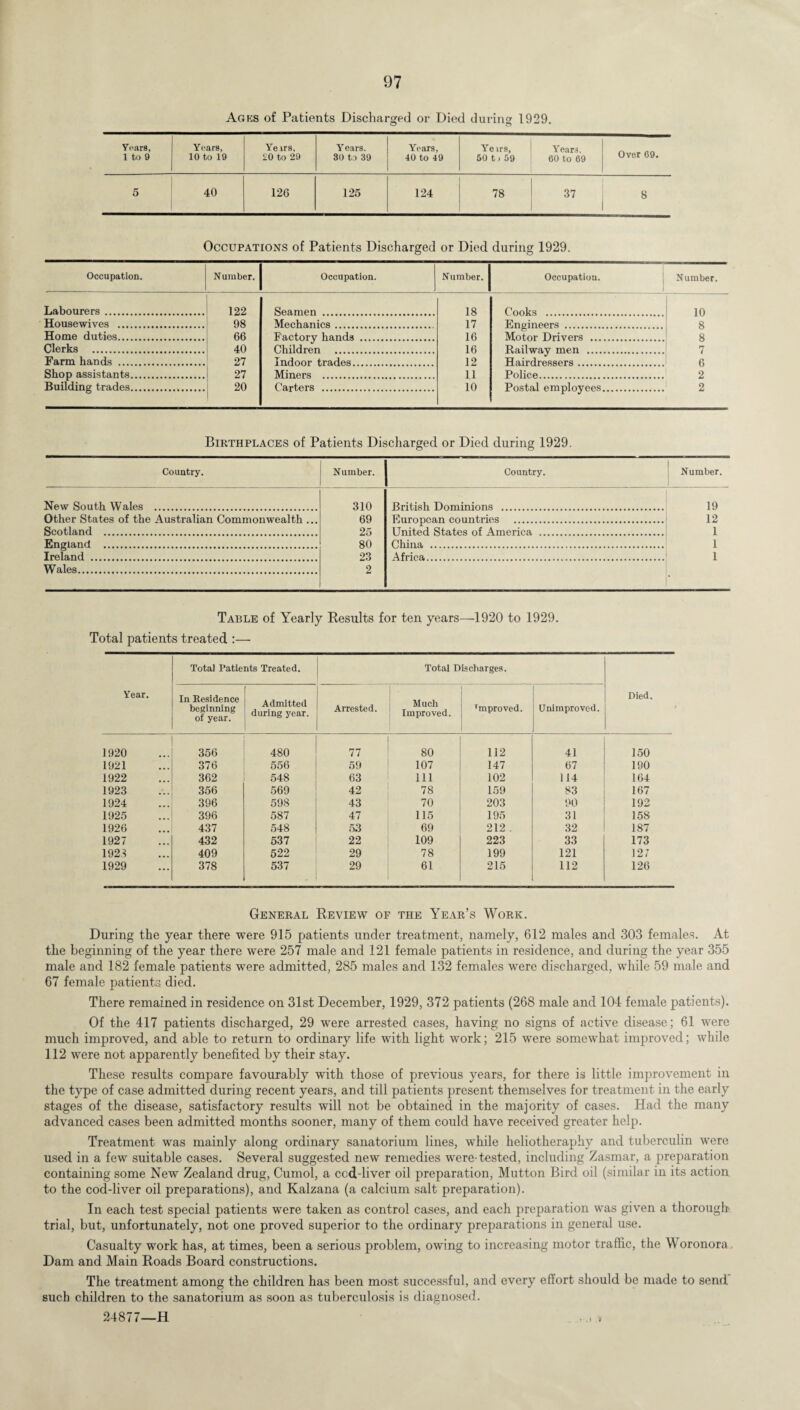 97
Ages of Patients Discharged or Died during 1929.
Years, 1 to 9 | Years, 10 to 19 | Years, 20 to 29 | Years. 30 to 39 | Years, 40 to 49 | Years, 50 to 59 | Years. 60 to 69 | Over 69.
5 | 40 | 126 | 125 | 124 | 78 | 37 | 8
Occupations of Patients Discharged or Died during 1929.
Occupation. | Number. | Occupation. | Number. | Occupation. | Number.
Labourers | 122 | Seamen | 18 | Cooks | 10
Housewives | 98 | Mechanics | 17 | Engineers | 8
Home duties | 66 | Factory hands | 16 | Motor Drivers | 8
Clerks | 40 | Children | 16 | Railway men | 7
Farm hands | 27 | Indoor trades | 12 | Hairdressers | 6
Shop assistants | 27 | Miners | 11 | Police | 2
Building trades | 20 | Carters | 10 | Postal employees | 2
Birthplaces of Patients Discharged or Died during 1929.
Country. | Number. | Country. | Number.
New South Wales | 310 | British Dominions | 19
Other States of the Australian Commonwealth ... | 69 | European countries | 12
Scotland | 25 | United States of America | 1
England | 80 | China | 1
Ireland | 23 | Africa | 1
Wales | 2
Table of Yearly Results for ten years—1920 to 1929.
Total patients treated :—
Year. | Total Patients Treated. | Total Discharges. | Died.
In Residence beginning of year. | Admitted during year. | Arrested. | Much Improved. | Improved. | Unimproved.
1920 ... | 356 | 480 | 77 | 80 | 112 | 41 | 150
1921 ... | 376 | 556 | 59 | 107 | 147 | 67 | 190
1922 ... | 362 | 548 | 63 | 111 | 102 | 114 | 164
1923 ... | 356 | 569 | 42 | 78 | 159 | 83 | 167
1924 ... | 396 | 598 | 43 | 70 | 203 | 90 | 192
1925 ... | 396 | 587 | 47 | 115 | 195 | 31 | 158
1926 ... | 437 | 548 | 53 | 69 | 212 | 32 | 187
1927 ... | 432 | 537 | 22 | 109 | 223 | 33 | 173
1928 ... | 409 | 522 | 29 | 78 | 199 | 121 | 127
1929 ... | 378 | 537 | 29 | 61 | 215 | 112 | 126
General Review of the Year's Work.
During the year there were 915 patients under treatment, namely, 612 males and 303 females. At
the beginning of the year there were 257 male and 121 female patients in residence, and during the year 355
male and 182 female patients were admitted, 285 males and 132 females were discharged, while 59 male and
67 female patients died.
There remained in residence on 31st December, 1929, 372 patients (268 male and 104 female patients).
Of the 417 patients discharged, 29 were arrested cases, having no signs of active disease; 61 were
much improved, and able to return to ordinary life with light work; 215 were somewhat improved; while
112 were not apparently benefited by their stay.
These results compare favourably with those of previous years, for there is little improvement in
the type of case admitted during recent years, and till patients present themselves for treatment in the early
stages of the disease, satisfactory results will not be obtained in the majority of cases. Had the many
advanced cases been admitted months sooner, many of them could have received greater help.
Treatment was mainly along ordinary sanatorium lines, while heliotheraphy and tuberculin were
used in a few suitable cases. Several suggested new remedies were tested, including Zasmar, a preparation
containing some New Zealand drug, Cumol, a cod-liver oil preparation, Mutton Bird oil (similar in its action
to the cod-liver oil preparations), and Kalzana (a calcium salt preparation).
In each test special patients were taken as control cases, and each preparation was given a thorough
trial, but, unfortunately, not one proved superior to the ordinary preparations in general use.
Casualty work has, at times, been a serious problem, owing to increasing motor traffic, the Woronora
Dam and Main Roads Board constructions.
The treatment among the children has been most successful, and every effort should be made to send
such children to the sanatorium as soon as tuberculosis is diagnosed.
24877—H